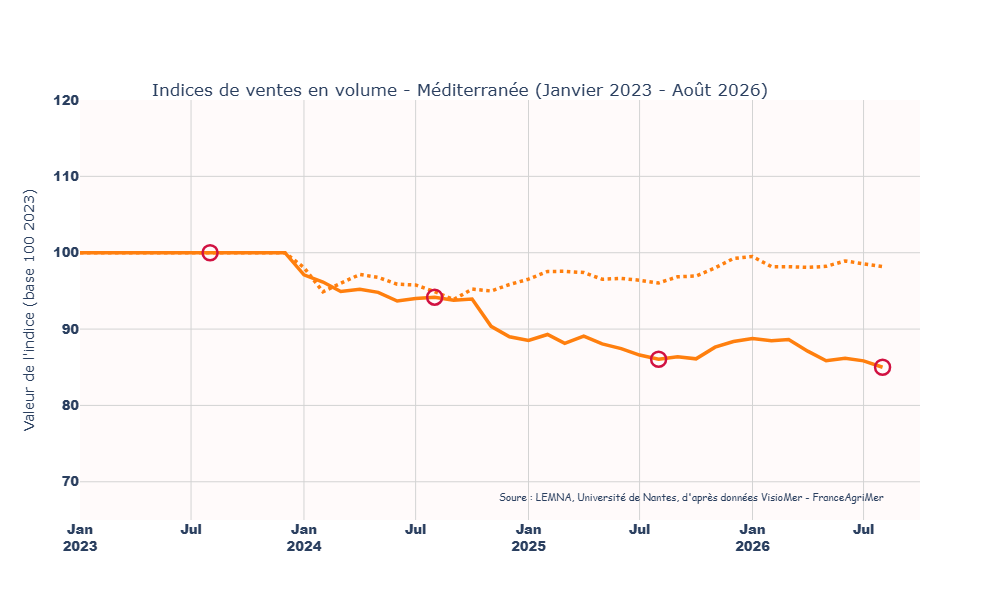 Indices de ventes en volume - Méditerranée (Janvier 2023 - Août 2026)
Valeur de l'indice (base 100 2023)
120
110
100
90
80
70
Soure : LEMNA, Université de Nantes, d'après données VisioMer - FranceAgriMer
Jan Jul Jan Jul Jan Jul Jan Jul
2023 2024 2025 2026